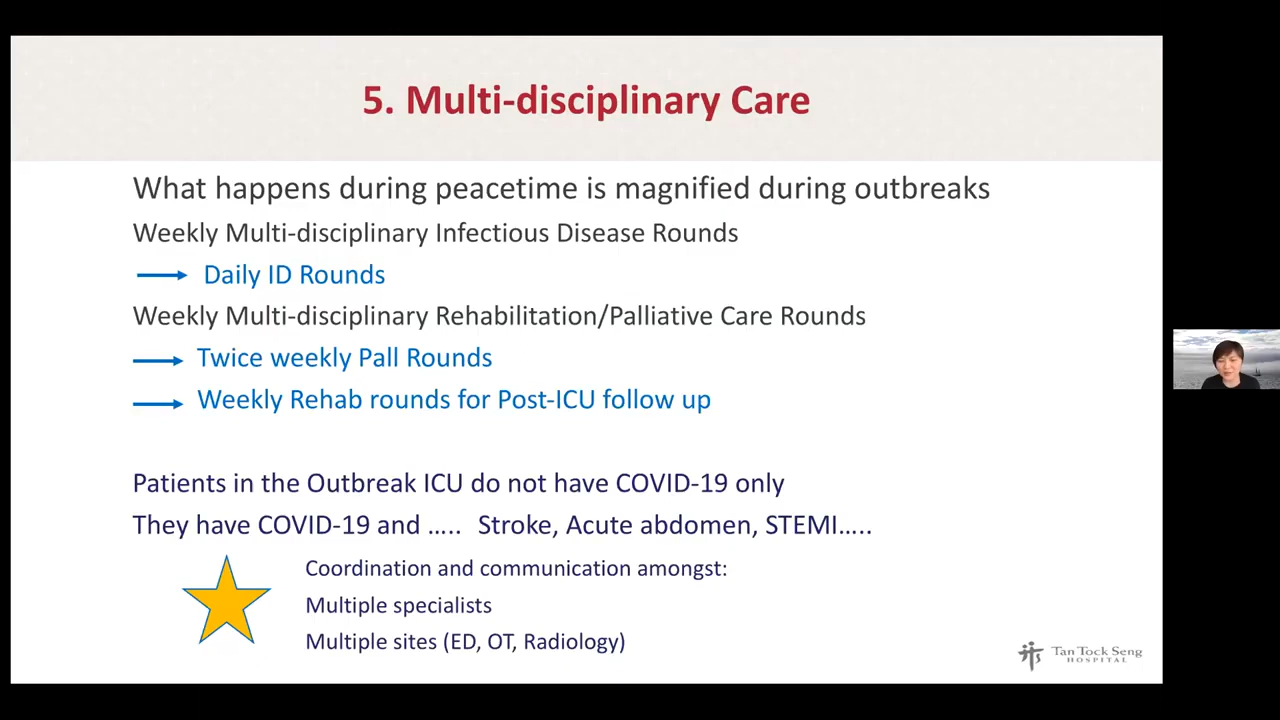 5. Multi-disciplinary Care
What happens during peacetime is magnified during outbreaks
Weekly Multi-disciplinary Infectious Disease Rounds
Daily ID Rounds
Weekly Multi-disciplinary Rehabilitation/Palliative Care Rounds
Twice weekly Pall Rounds
Weekly Rehab rounds for Post-ICU follow up
Patients in the Outbreak ICU do not have COVID-19 only
They have COVID-19 and ….. Stroke, Acute abdomen, STEMI…..
Coordination and communication amongst:
Multiple specialists
Multiple sites (ED, OT, Radiology)
Tan Tock Seng
HOSPITAL